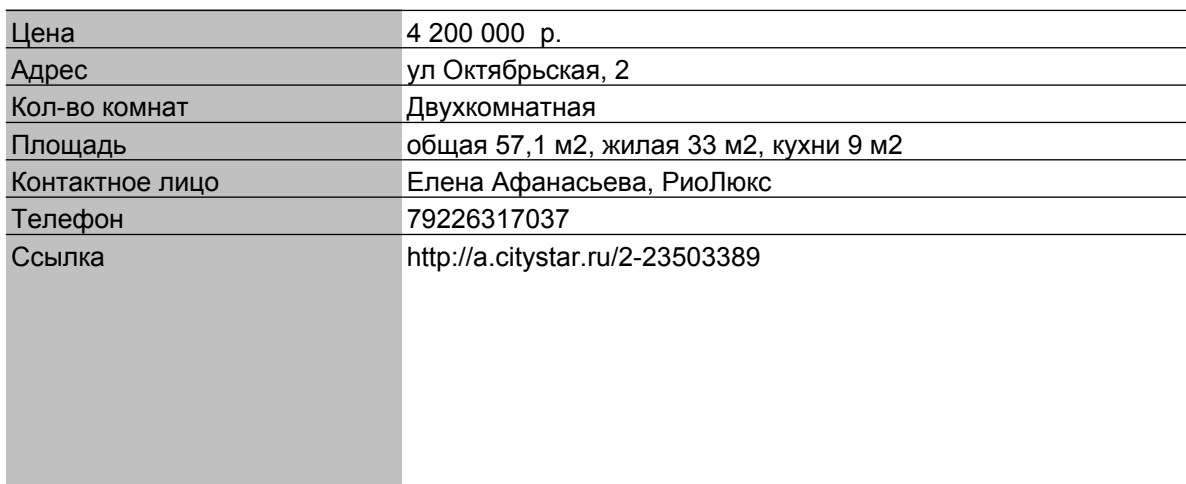 Цена 4 200 000 р.
Адрес ул Октябрьская, 2
Кол-во комнат Двухкомнатная
Площадь общая 57,1 м2, жилая 33 м2, кухни 9 м2
Контактное лицо Елена Афанасьева, РиоЛюкс
Телефон 79226317037
Ссылка http://a.citystar.ru/2-23503389